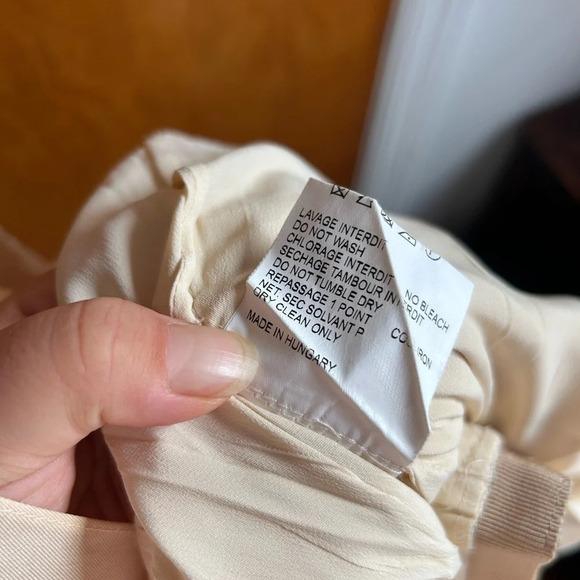 LAVAGE INTERDIT
DO NOT WASH
CHLORAGE INTERDIT NO BLEACH
SECHAGE TAMBOUR INTERDIT
DO NOT TUMBLE DRY
REPASSAGE 1 POINT IRON
NET. SEC SOLVANT P
DRY CLEAN ONLY
MADE IN HUNGARY